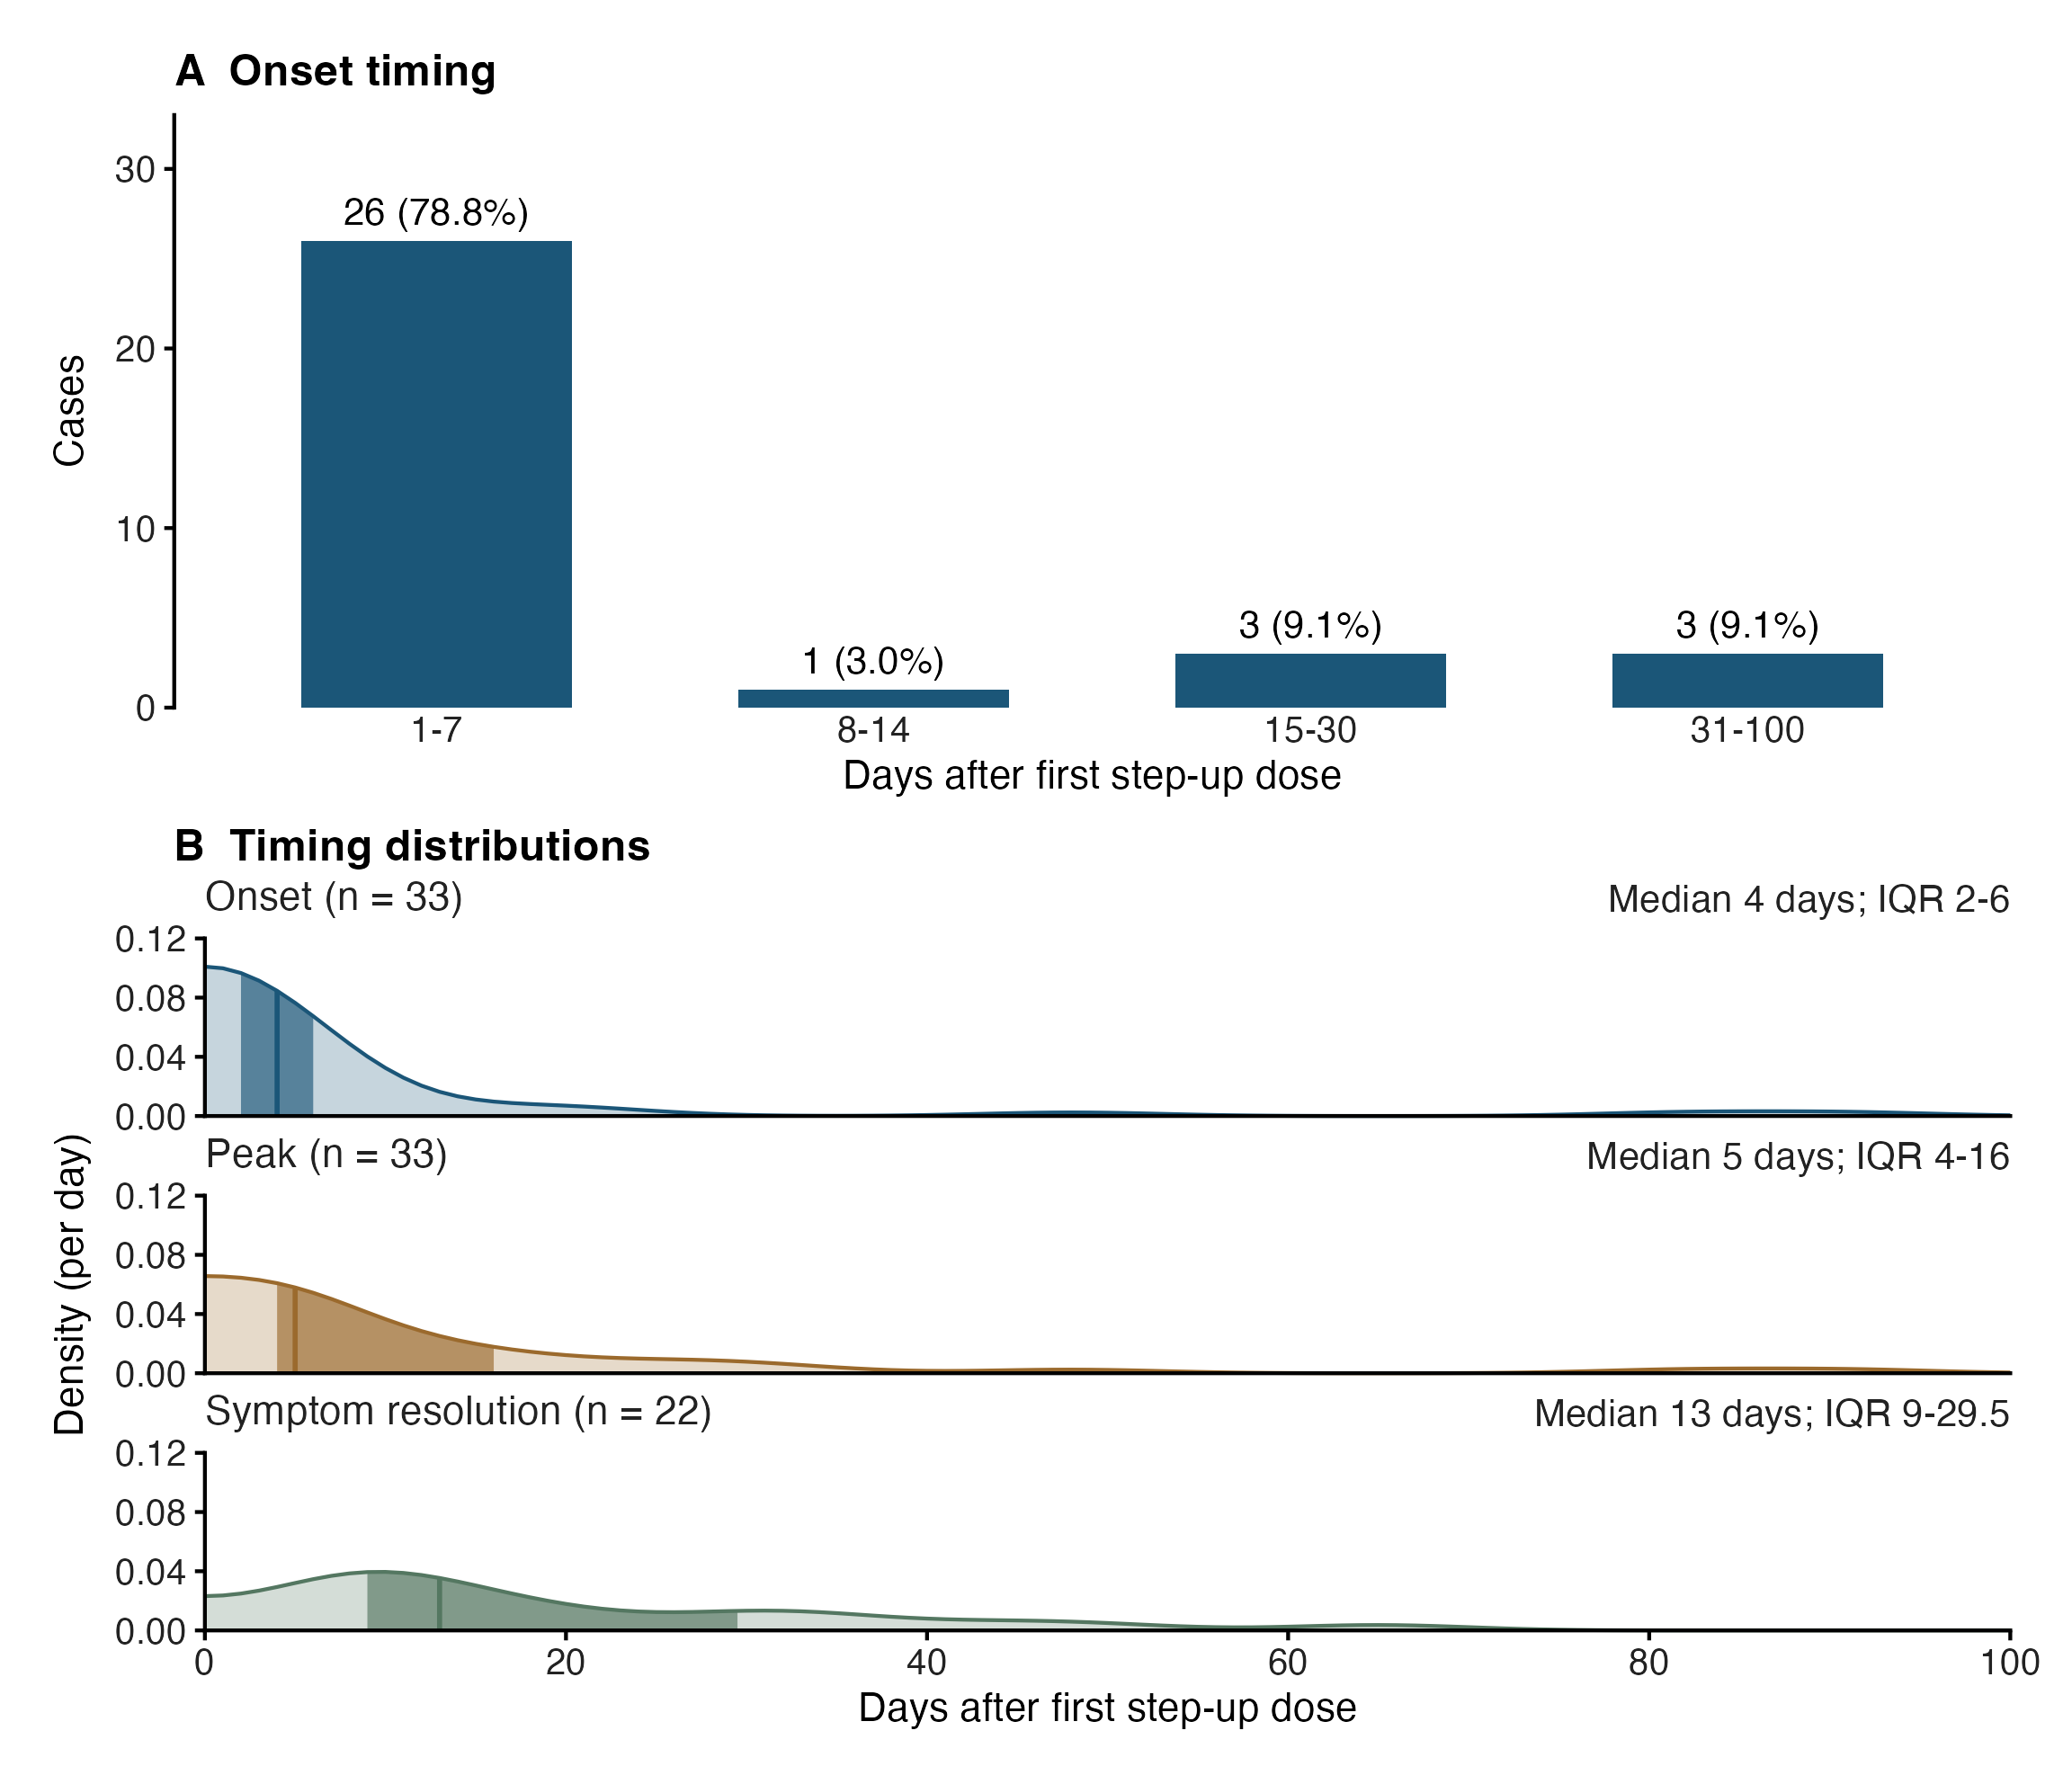 A Onset timing
30
20
10
0
Cases
26 (78.8%)
1 (3.0%)
3 (9.1%)
3 (9.1%)
1-7
8-14
15-30
31-100
Days after first step-up dose
B Timing distributions
Onset (n = 33)
Median 4 days; IQR 2-6
0.12
0.08
0.04
0.00
Peak (n = 33)
Median 5 days; IQR 4-16
0.12
0.08
0.04
0.00
Density (per day)
Symptom resolution (n = 22)
Median 13 days; IQR 9-29.5
0.12
0.08
0.04
0.00
0 20 40 60 80 100
Days after first step-up dose